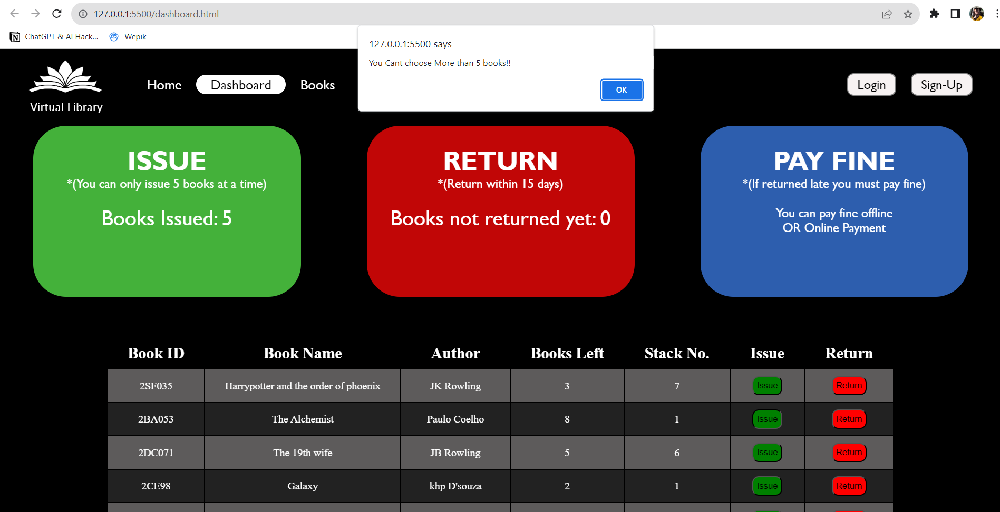 127.0.0.1:5500/dashboard.html
N ChatGPT & AI Hack... Wepik
127.0.0.1:5500 says
You Cant choose More than 5 books!!
OK
Virtual Library
Home Dashboard Books
Login Sign-Up
ISSUE
*(You can only issue 5 books at a time)
Books Issued: 5
RETURN
*(Return within 15 days)
Books not returned yet: 0
PAY FINE
*(If returned late you must pay fine)
You can pay fine offline
OR Online Payment
Book ID Book Name Author Books Left Stack No. Issue Return
2SF035 Harrypotter and the order of phoenix JK Rowling 3 7 Issue Return
2BA053 The Alchemist Paulo Coelho 8 1 Issue Return
2DC071 The 19th wife JB Rowling 5 6 Issue Return
2CE98 Galaxy khp D'souza 2 1 Issue Return